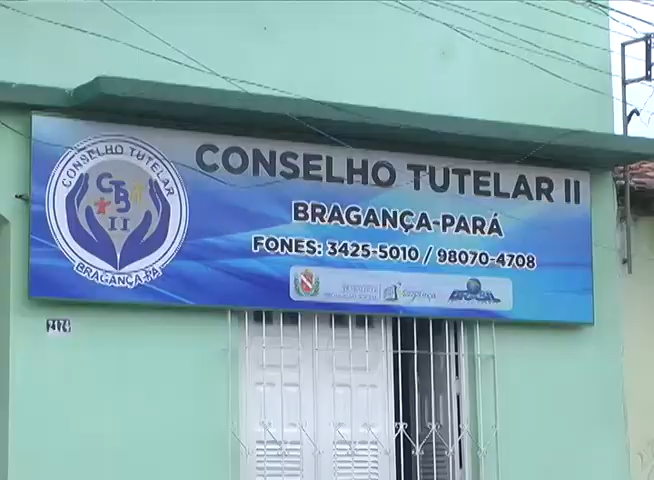 CONSELHO TUTELAR
CTB
II
BRAGANÇA-PA
CONSELHO TUTELAR II
BRAGANÇA-PARÁ
FONES: 3425-5010 / 98070-4708
2174